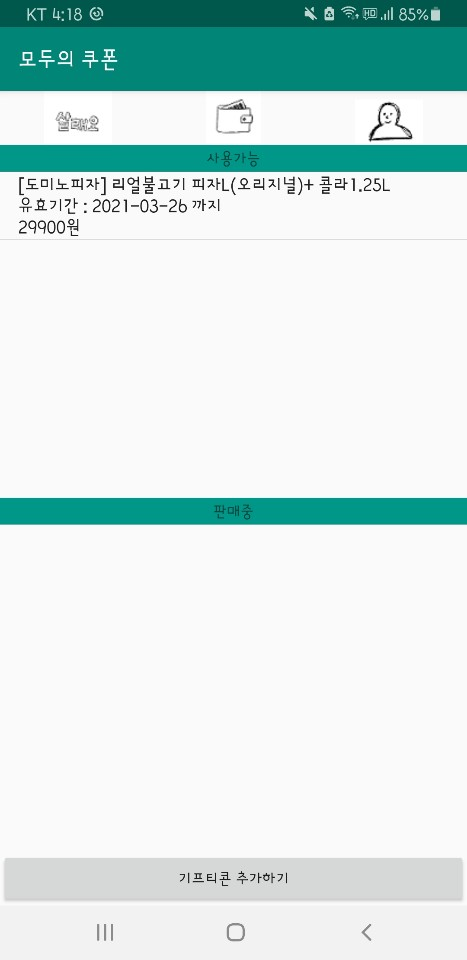 KT 4:18 HD 85%
모두의 쿠폰
쓸래요
사용가능
[도미노피자] 리얼불고기 피자L(오리지널)+ 콜라1.25L
유효기간 : 2021-03-26 까지
29900원
판매중
기프티콘 추가하기